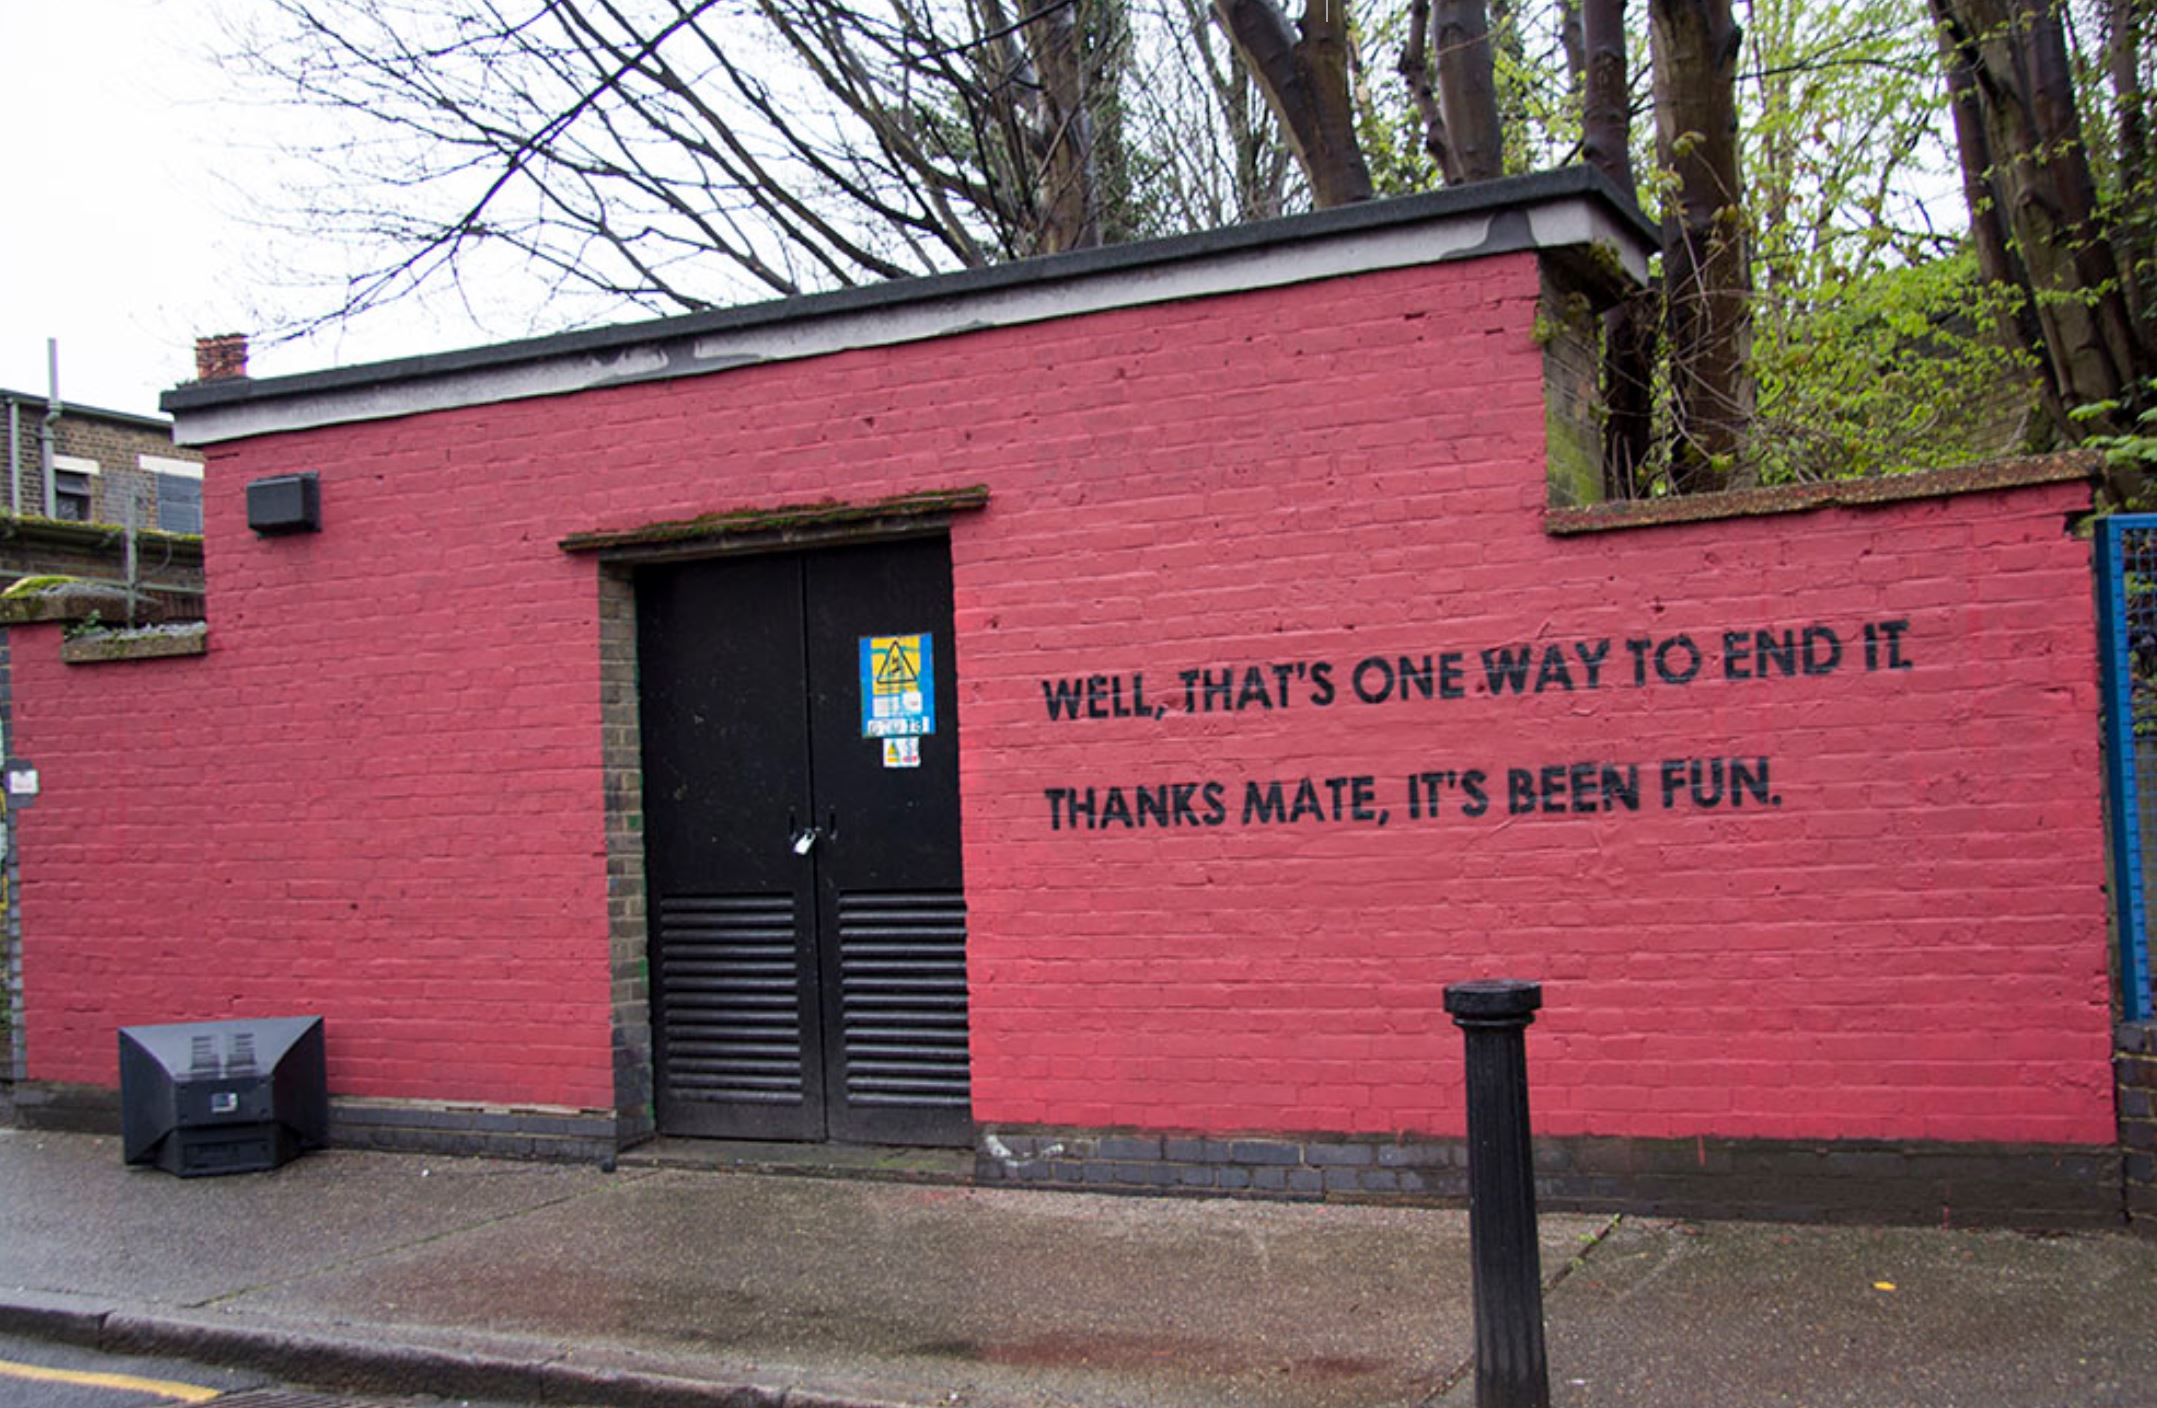 WELL, THAT'S ONE WAY TO END IT.
THANKS MATE, IT'S BEEN FUN.